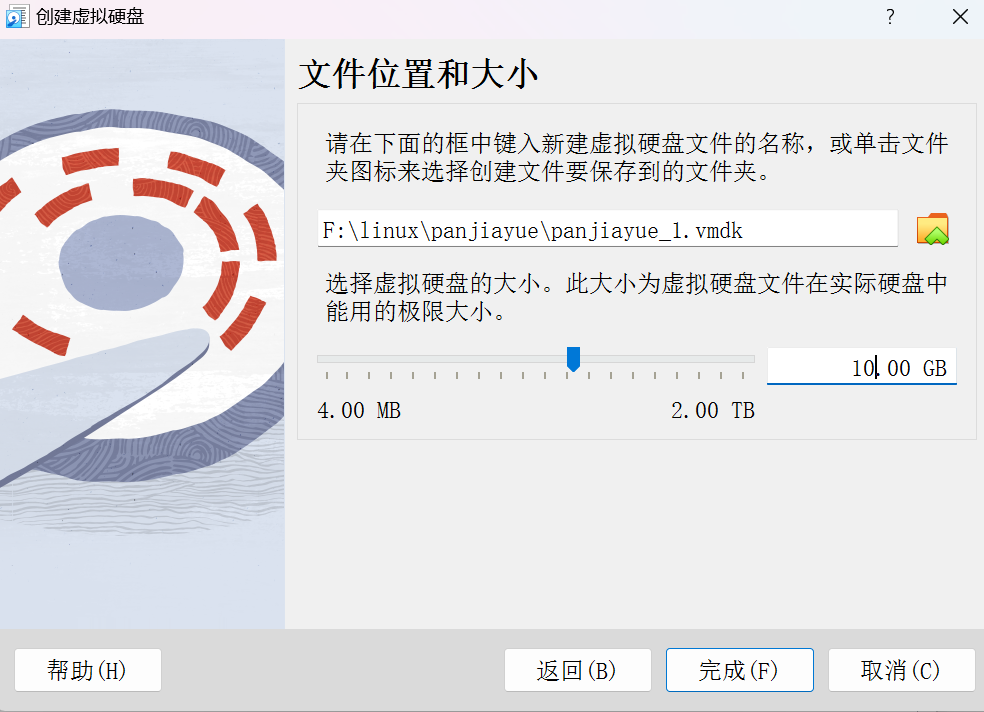 创建虚拟硬盘
?
文件位置和大小
请在下面的框中键入新建虚拟硬盘文件的名称，或单击文件
夹图标来选择创建文件要保存到的文件夹。
F:\linux\panjiayue\panjiayue_1.vmdk
选择虚拟硬盘的大小。此大小为虚拟硬盘文件在实际硬盘中
能用的极限大小。
10.00 GB
4.00 MB
2.00 TB
帮助(H)
返回(B)
完成(F)
取消(C)